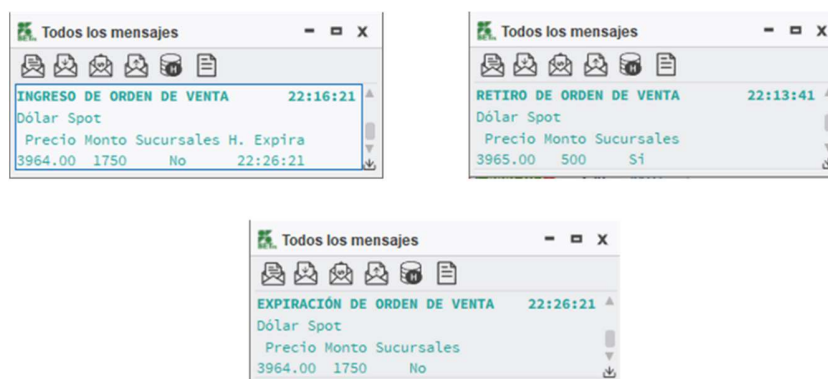 Todos los mensajes
INGRESO DE ORDEN DE VENTA 22:16:21
Dólar Spot
Precio Monto Sucursales H. Expira
3964.00 1750 No 22:26:21
Todos los mensajes
RETIRO DE ORDEN DE VENTA 22:13:41
Dólar Spot
Precio Monto Sucursales
3965.00 500 Si
Todos los mensajes
EXPIRACIÓN DE ORDEN DE VENTA 22:26:21
Dólar Spot
Precio Monto Sucursales
3964.00 1750 No